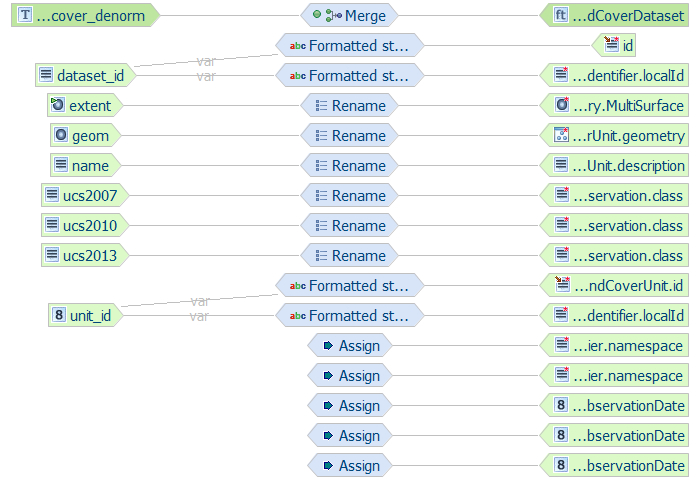 T ...cover_denorm Merge ft ...dCoverDataset
abc Formatted st... id
var
dataset_id var abc Formatted st... ...dentifier.localId
extent Rename ...ry.MultiSurface
geom Rename ...rUnit.geometry
name Rename ...Unit.description
ucs2007 Rename ...servation.class
ucs2010 Rename ...servation.class
ucs2013 Rename ...servation.class
abc Formatted st... ...ndCoverUnit.id
var
8 unit_id var abc Formatted st... ...dentifier.localId
Assign ...ier.namespace
Assign ...ier.namespace
Assign 8 ...bservationDate
Assign 8 ...bservationDate
Assign 8 ...bservationDate